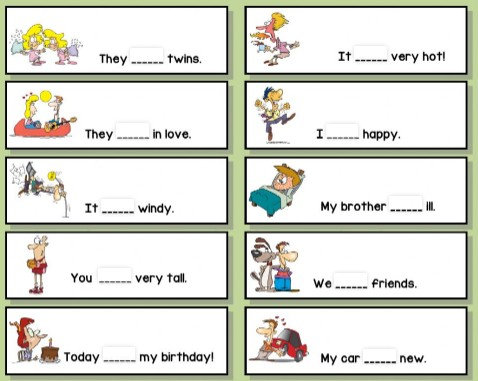 They ______ twins.
They ______ in love.
It ______ windy.
You ______ very tall.
Today ______ my birthday!
It ______ very hot!
I ______ happy.
My brother ______ ill.
We ______ friends.
My car ______ new.